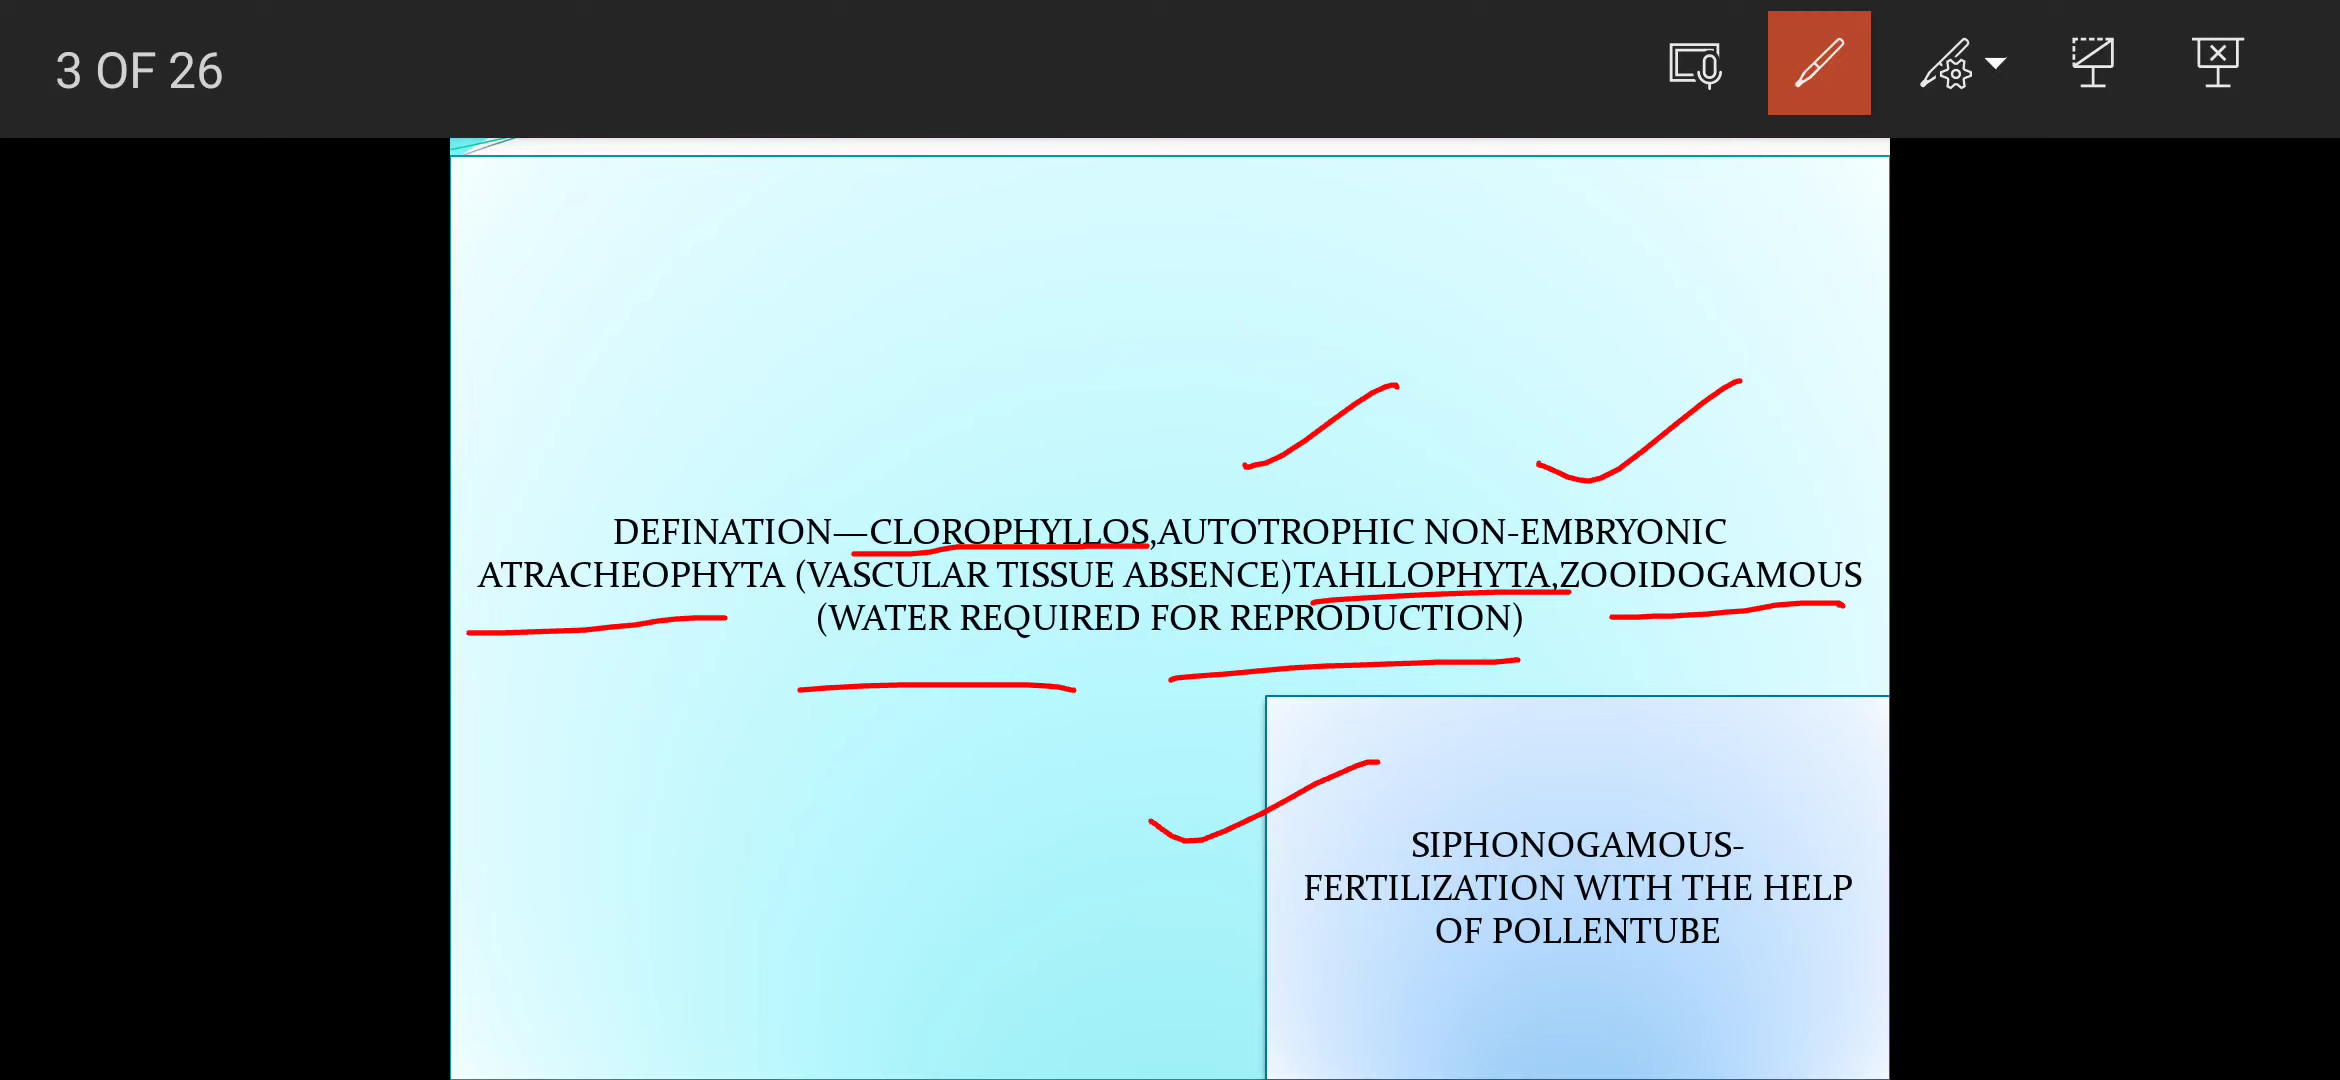 3 OF 26
DEFINATION—CLOROPHYLLOS,AUTOTROPHIC NON-EMBRYONIC
ATRACHEOPHYTA (VASCULAR TISSUE ABSENCE)TAHLLOPHYTA,ZOOIDOGAMOUS
(WATER REQUIRED FOR REPRODUCTION)
SIPHONOGAMOUS-
FERTILIZATION WITH THE HELP
OF POLLENTUBE